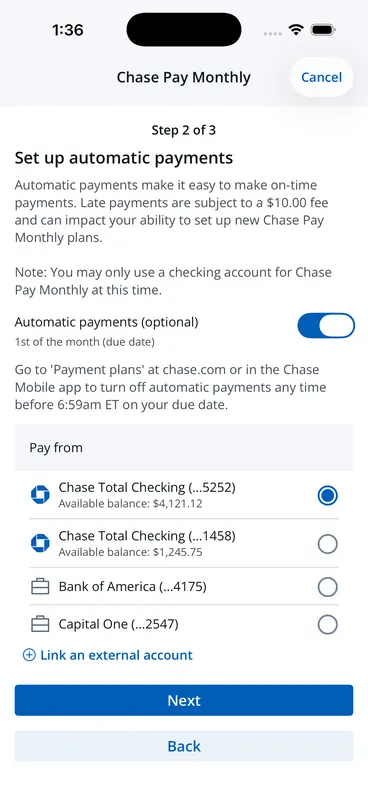 1:36
Chase Pay Monthly
Cancel
Step 2 of 3
Set up automatic payments
Automatic payments make it easy to make on-time
payments. Late payments are subject to a $10.00 fee
and can impact your ability to set up new Chase Pay
Monthly plans.
Note: You may only use a checking account for Chase
Pay Monthly at this time.
Automatic payments (optional)
1st of the month (due date)
Go to 'Payment plans' at chase.com or in the Chase
Mobile app to turn off automatic payments any time
before 6:59am ET on your due date.
Pay from
Chase Total Checking (...5252)
Available balance: $4,121.12
Chase Total Checking (...1458)
Available balance: $1,245.75
Bank of America (...4175)
Capital One (...2547)
Link an external account
Next
Back